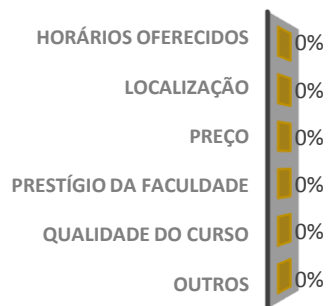 HORÁRIOS OFERECIDOS 0%
LOCALIZAÇÃO 0%
PREÇO 0%
PRESTÍGIO DA FACULDADE 0%
QUALIDADE DO CURSO 0%
OUTROS 0%